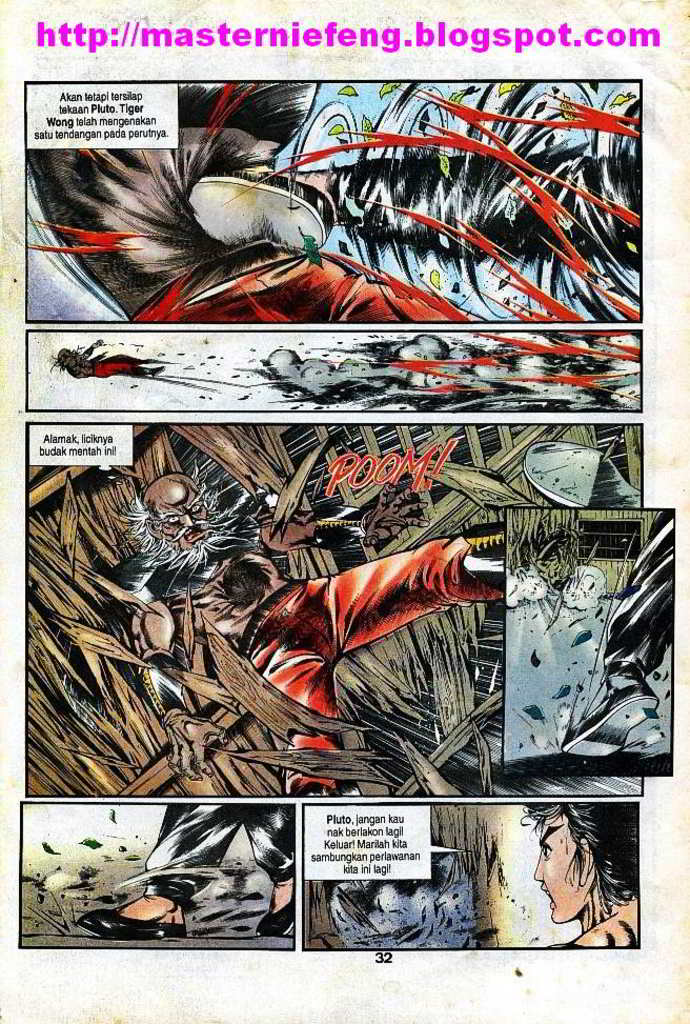 http://masterniefeng.blogspot.com
Akan tetapi tersilap
tekaan Pluto. Tiger
Wong telah mengenakan
satu tendangan pada perutnya.
Alamak, liciknya
budak mentah ini!
POOM!
Pluto, jangan kau
nak berlakon lagi!
Keluar! Marilah kita
sambungkan perlawanan
kita ini lagi!
32